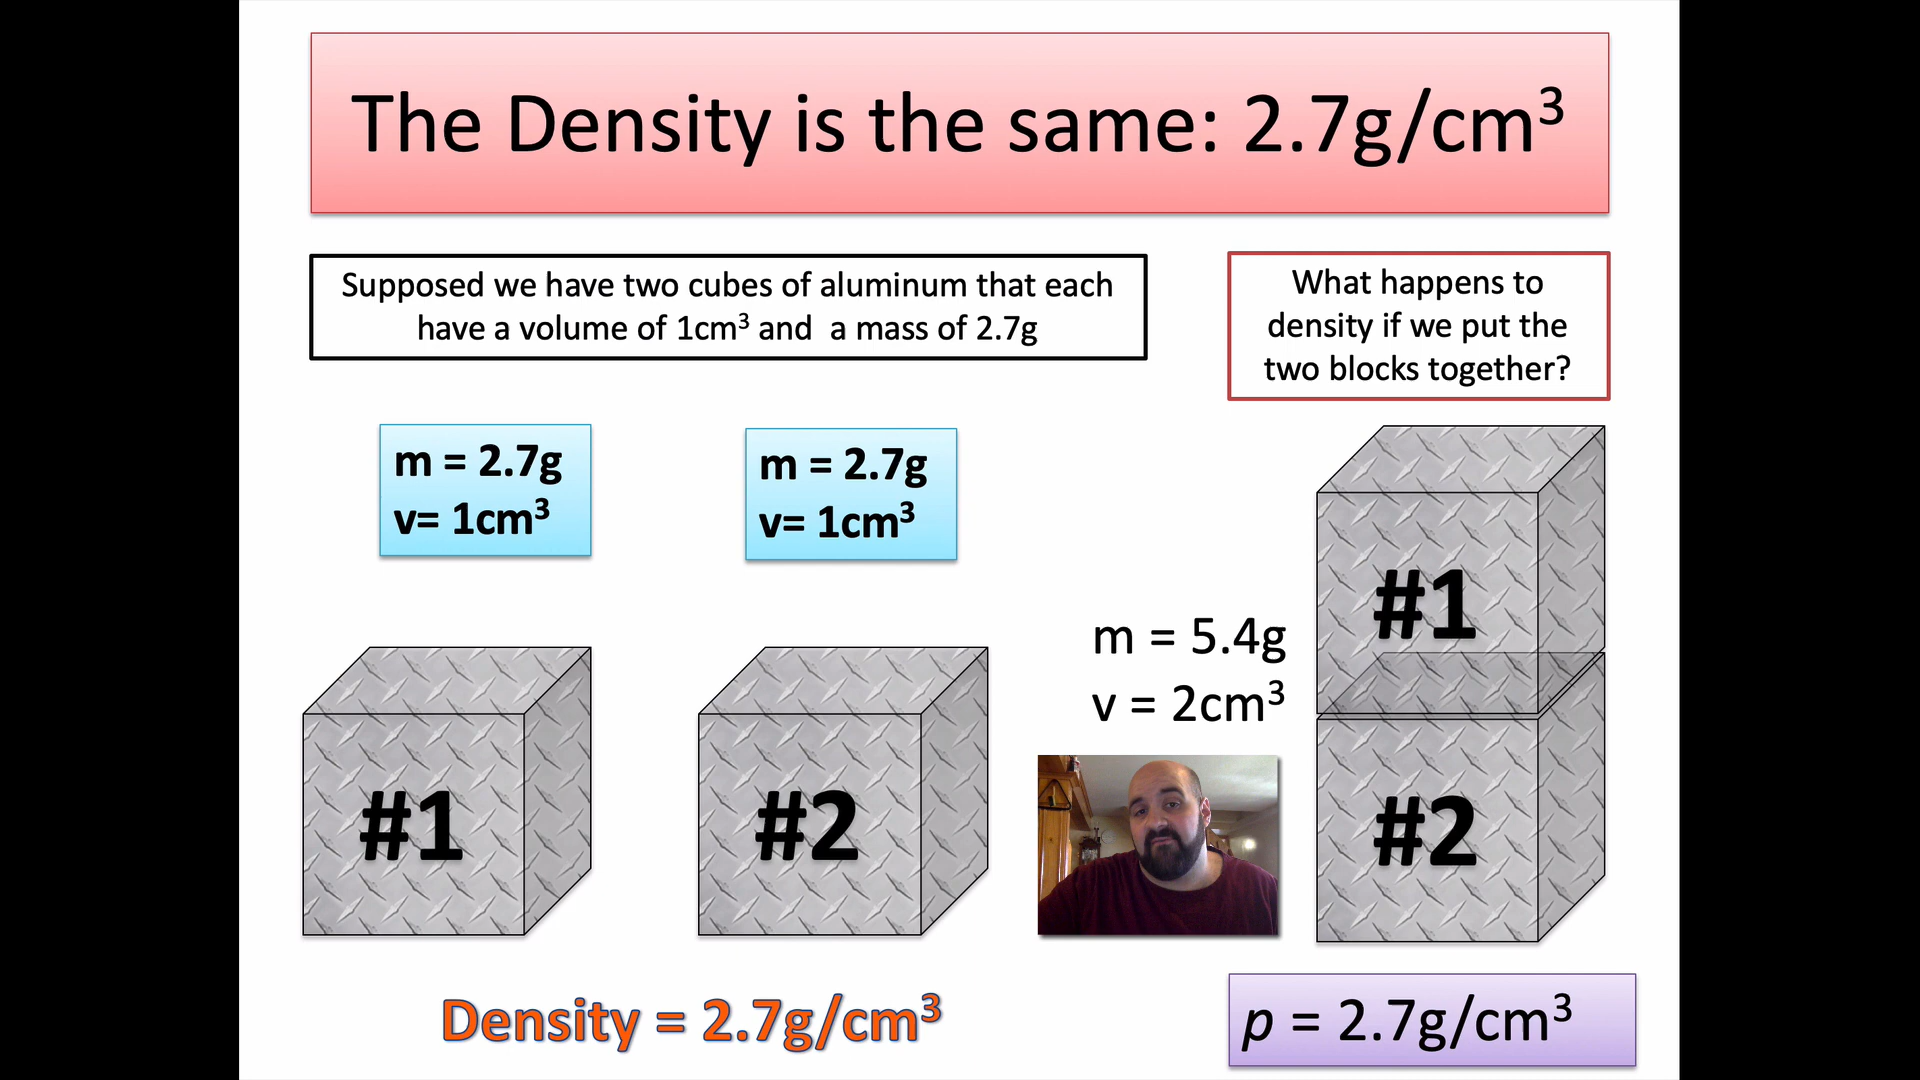 The Density is the same: 2.7g/cm³
Supposed we have two cubes of aluminum that each
have a volume of 1cm³ and  a mass of 2.7g
What happens to
density if we put the
two blocks together?
m = 2.7g
v= 1cm³
m = 2.7g
v= 1cm³
m = 5.4g
v = 2cm³
#1
#2
#1
#2
Density = 2.7g/cm³
p = 2.7g/cm³